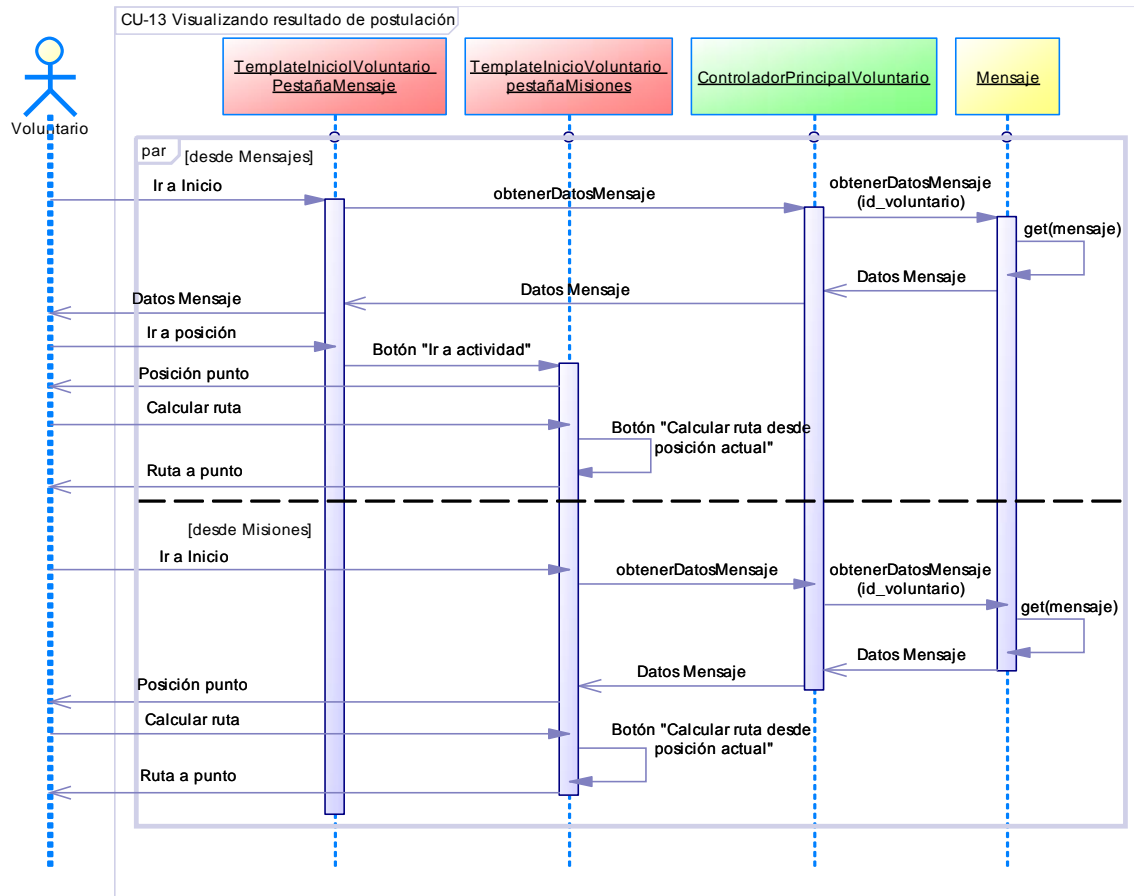 CU-13 Visualizando resultado de postulación
TemplateIniciolVoluntario_
PestañaMensaje
TemplateInicioVoluntario_
pestañaMisiones
ControladorPrincipalVoluntario
Mensaje
Voluntario
par
[desde Mensajes]
Ir a Inicio
obtenerDatosMensaje
obtenerDatosMensaje
(id_voluntario)
get(mensaje)
Datos Mensaje
Datos Mensaje
Datos Mensaje
Ir a posición
Botón "Ir a actividad"
Posición punto
Calcular ruta
Botón "Calcular ruta desde
posición actual"
Ruta a punto
[desde Misiones]
Ir a Inicio
obtenerDatosMensaje
obtenerDatosMensaje
(id_voluntario)
get(mensaje)
Datos Mensaje
Datos Mensaje
Posición punto
Calcular ruta
Botón "Calcular ruta desde
posición actual"
Ruta a punto